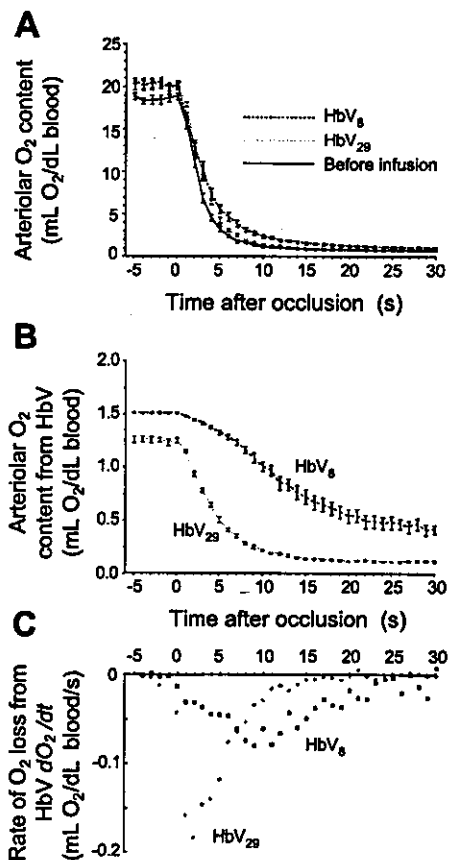 A
Arteriolar O2 content
(mL O2/dL blood)
25
20
15
10
5
0
HbV8
HbV29
Before infusion
-5 0 5 10 15 20 25 30
Time after occlusion (s)
B
Arteriolar O2
content from HbV
(mL O2/dL blood)
2.0
1.5
1.0
0.5
0.0
HbV8
HbV29
-5 0 5 10 15 20 25 30
Time after occlusion (s)
C
-5 0 5 10 15 20 25 30
Rate of O2 loss from
HbV dO2/dt
(mL O2/dL blood/s)
0
-0.1
-0.2
HbV8
HbV29